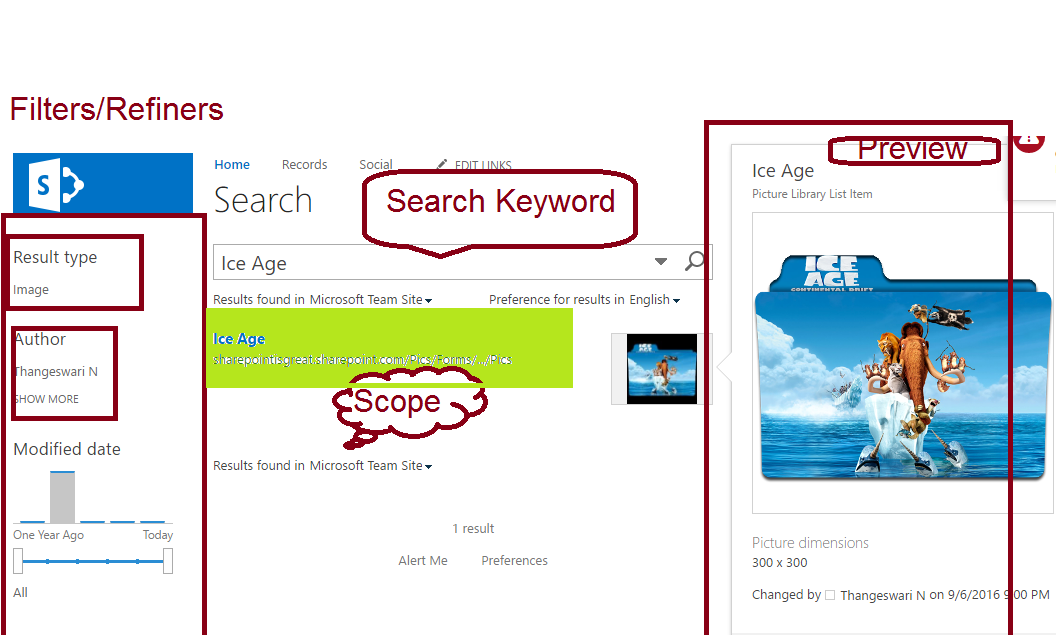 Filters/Refiners
S
Home Records Social EDIT LINKS
Search
Search Keyword
Ice Age
Results found in Microsoft Team Site
Preference for results in English
Result type
Image
Author
Thangeswari N
SHOW MORE
Modified date
One Year Ago Today
All
Ice Age
sharepointisgreat.sharepoint.com/Pics/Forms/.../Pics
Scope
Results found in Microsoft Team Site
1 result
Alert Me Preferences
Preview
Ice Age
Picture Library List Item
ICE
AGE
CONTINENTAL DRIFT
Picture dimensions
300 x 300
Changed by Thangeswari N on 9/6/2016 9:00 PM